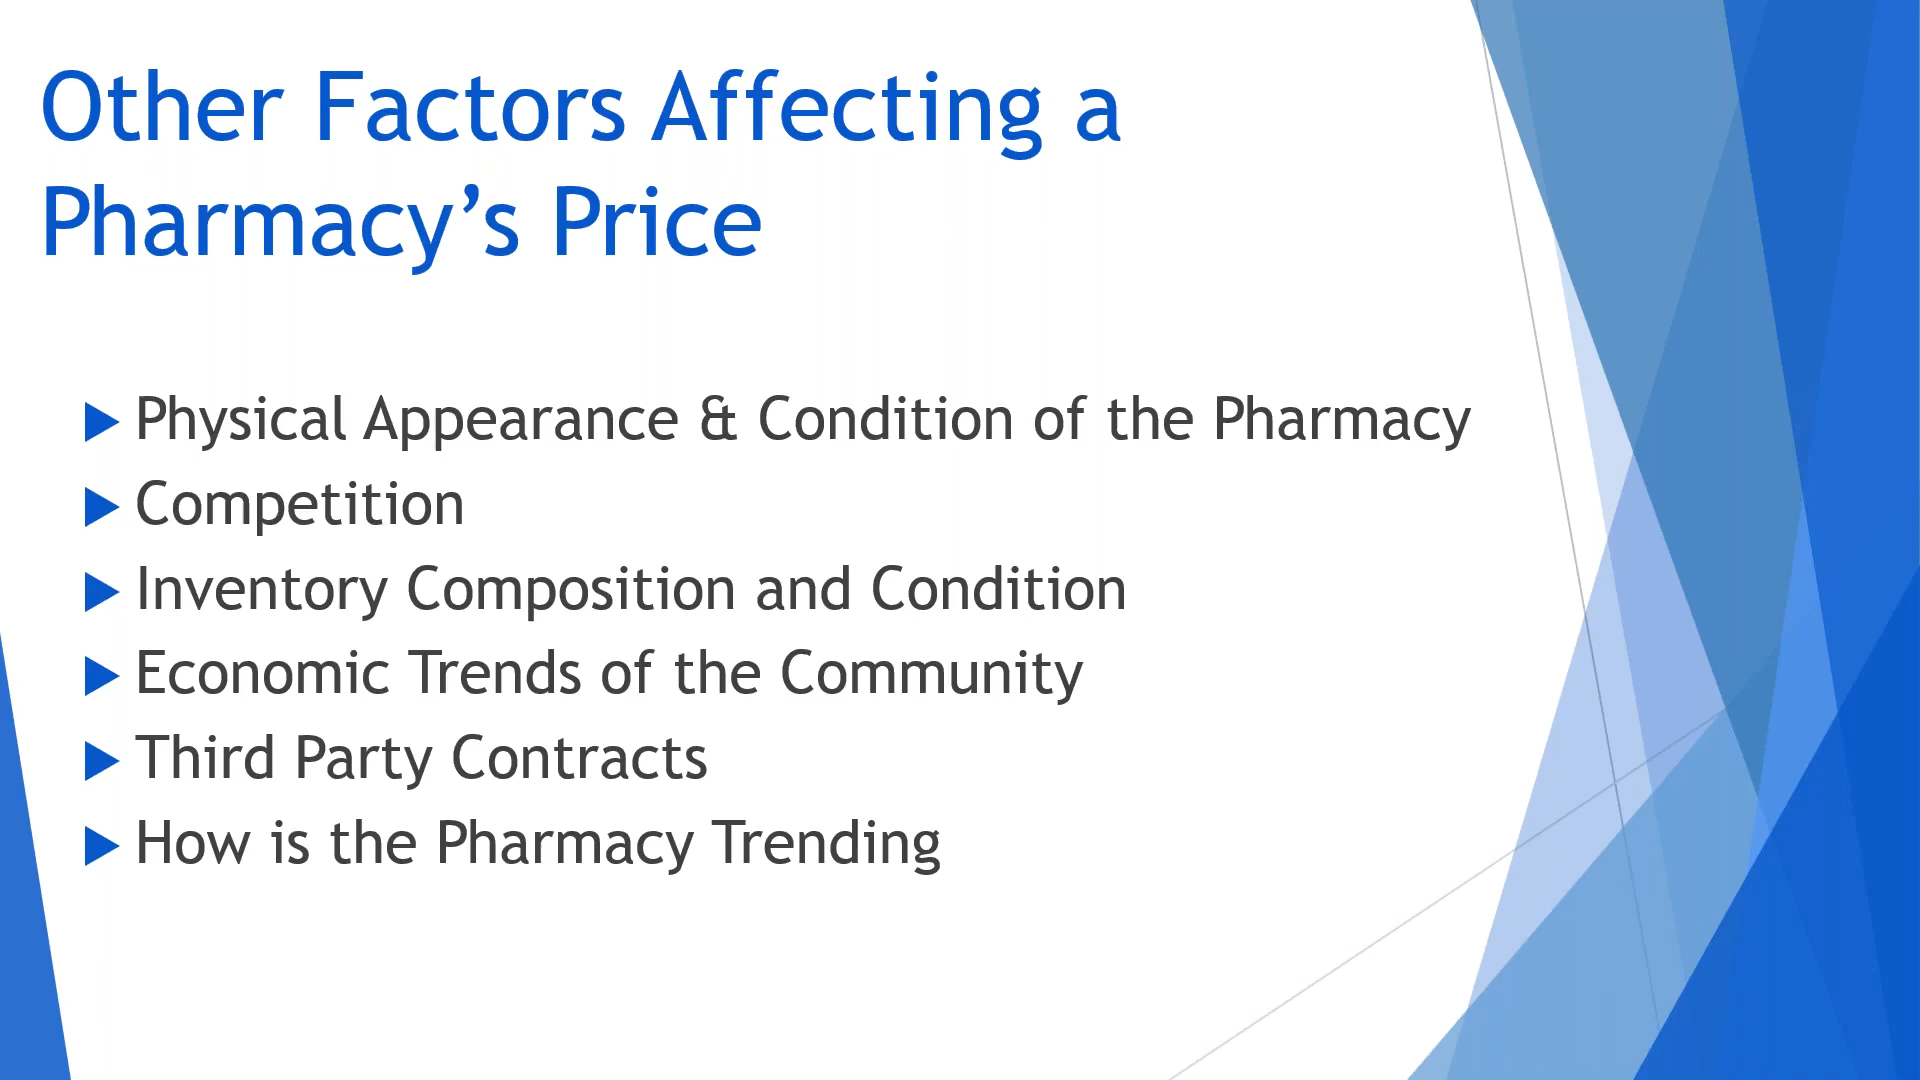 Other Factors Affecting a
Pharmacy’s Price
Physical Appearance & Condition of the Pharmacy
Competition
Inventory Composition and Condition
Economic Trends of the Community
Third Party Contracts
How is the Pharmacy Trending